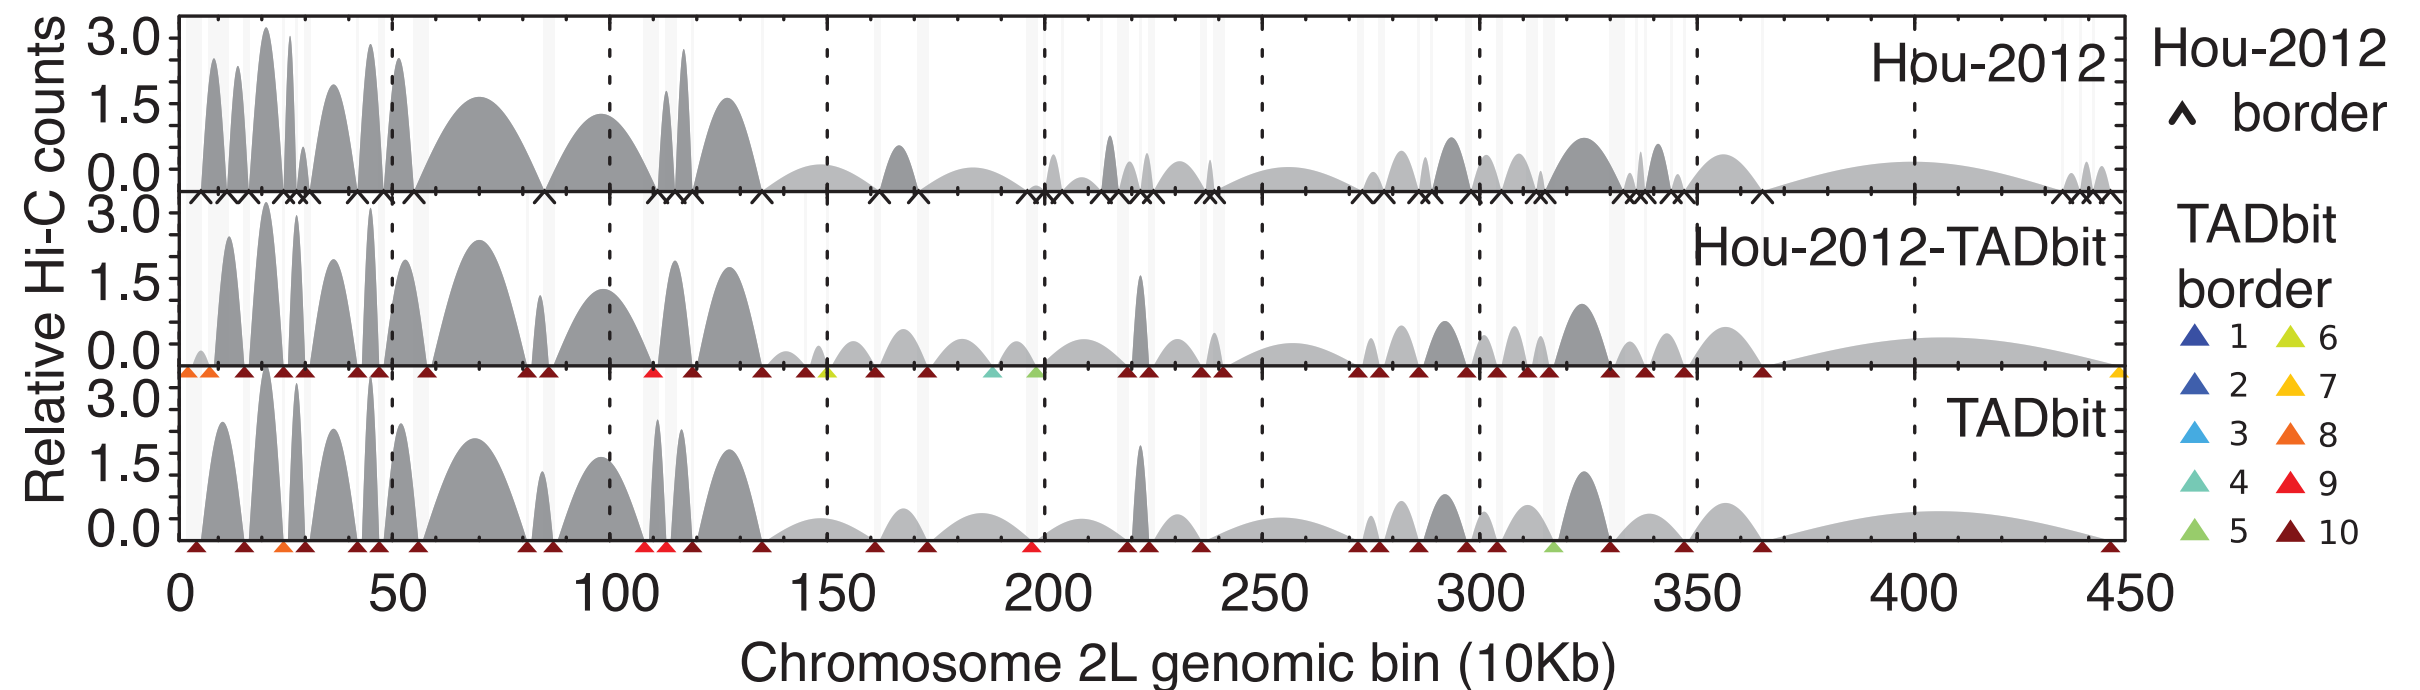 Relative Hi-C counts
3.0
1.5
0.0
Hou-2012
3.0
1.5
0.0
Hou-2012-TADbit
3.0
1.5
0.0
TADbit
0 50 100 150 200 250 300 350 400 450
Chromosome 2L genomic bin (10Kb)
Hou-2012
border
TADbit
border
1 6
2 7
3 8
4 9
5 10